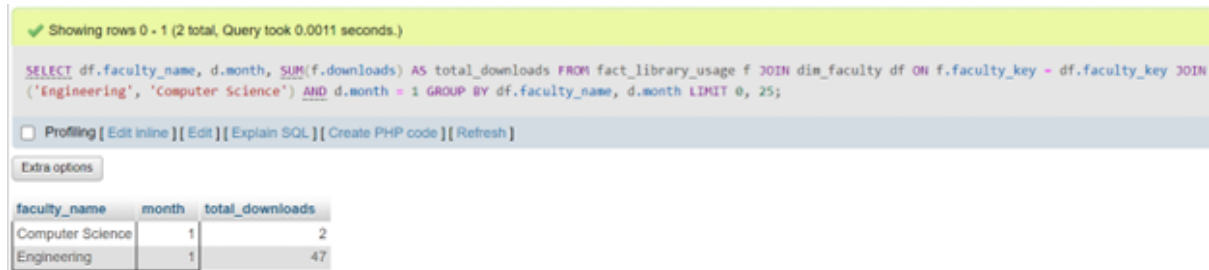 Showing rows 0 - 1 (2 total, Query took 0.0011 seconds.)
SELECT df.faculty_name, d.month, SUM(f.downloads) AS total_downloads FROM fact_library_usage f JOIN dim_faculty df ON f.faculty_key = df.faculty_key JOIN
('Engineering', 'Computer Science') AND d.month = 1 GROUP BY df.faculty_name, d.month LIMIT 0, 25;
Profiling [ Edit inline ] [ Edit ] [ Explain SQL ] [ Create PHP code ] [ Refresh ]
Extra options
faculty_name month total_downloads
Computer Science 1 2
Engineering 1 47